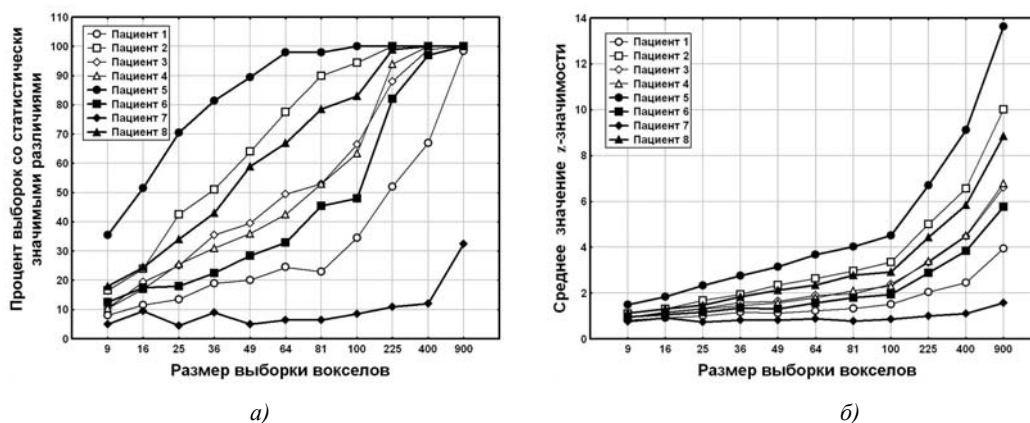 110
100
90
80
70
60
50
40
30
20
10
0
Процент выборок со статистически
значимыми различиями
Пациент 1
Пациент 2
Пациент 3
Пациент 4
Пациент 5
Пациент 6
Пациент 7
Пациент 8
9 16 25 36 49 64 81 100 225 400 900
Размер выборки вокселов
а)
14
12
10
8
6
4
2
0
Среднее значение z-значимости
Пациент 1
Пациент 2
Пациент 3
Пациент 4
Пациент 5
Пациент 6
Пациент 7
Пациент 8
9 16 25 36 49 64 81 100 225 400 900
Размер выборки вокселов
б)